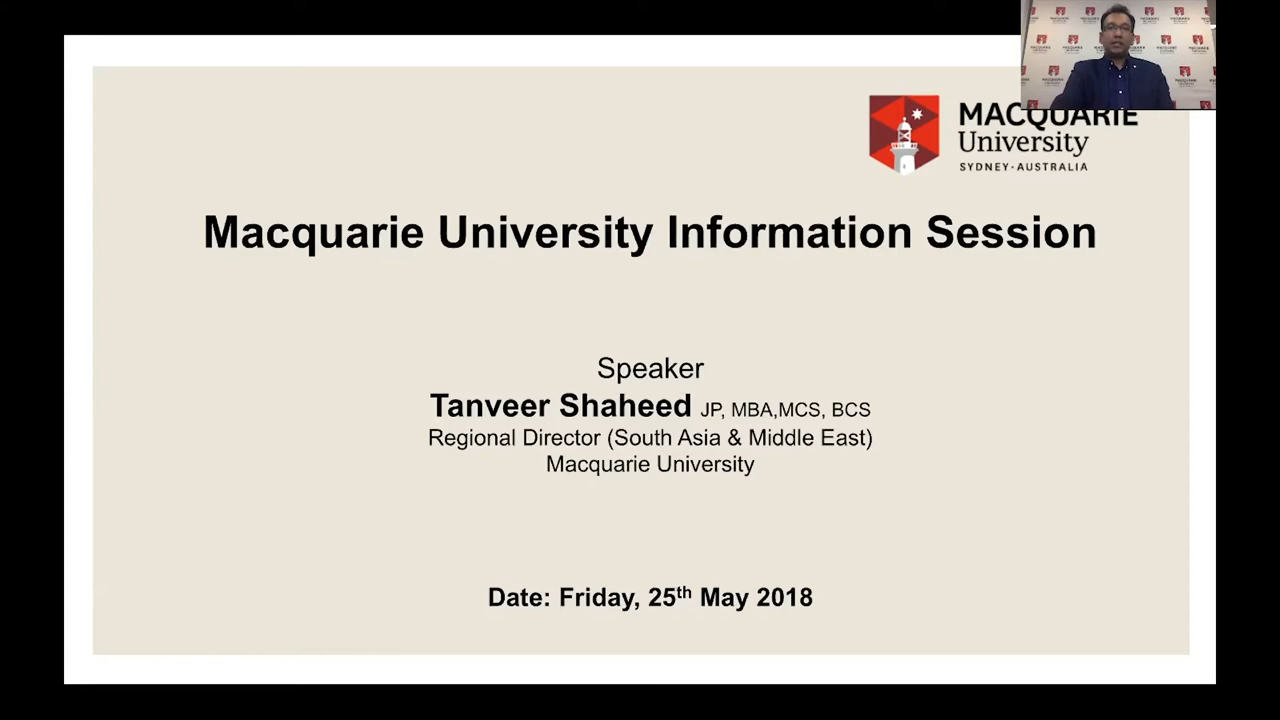 MACQUARIE
University
SYDNEY·AUSTRALIA
Macquarie University Information Session
Speaker
Tanveer Shaheed JP, MBA,MCS, BCS
Regional Director (South Asia & Middle East)
Macquarie University
Date: Friday, 25th May 2018